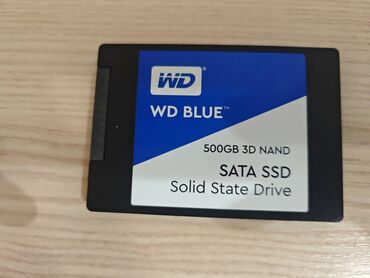 WD
WD BLUE™
500GB 3D NAND
SATA SSD
Solid State Drive